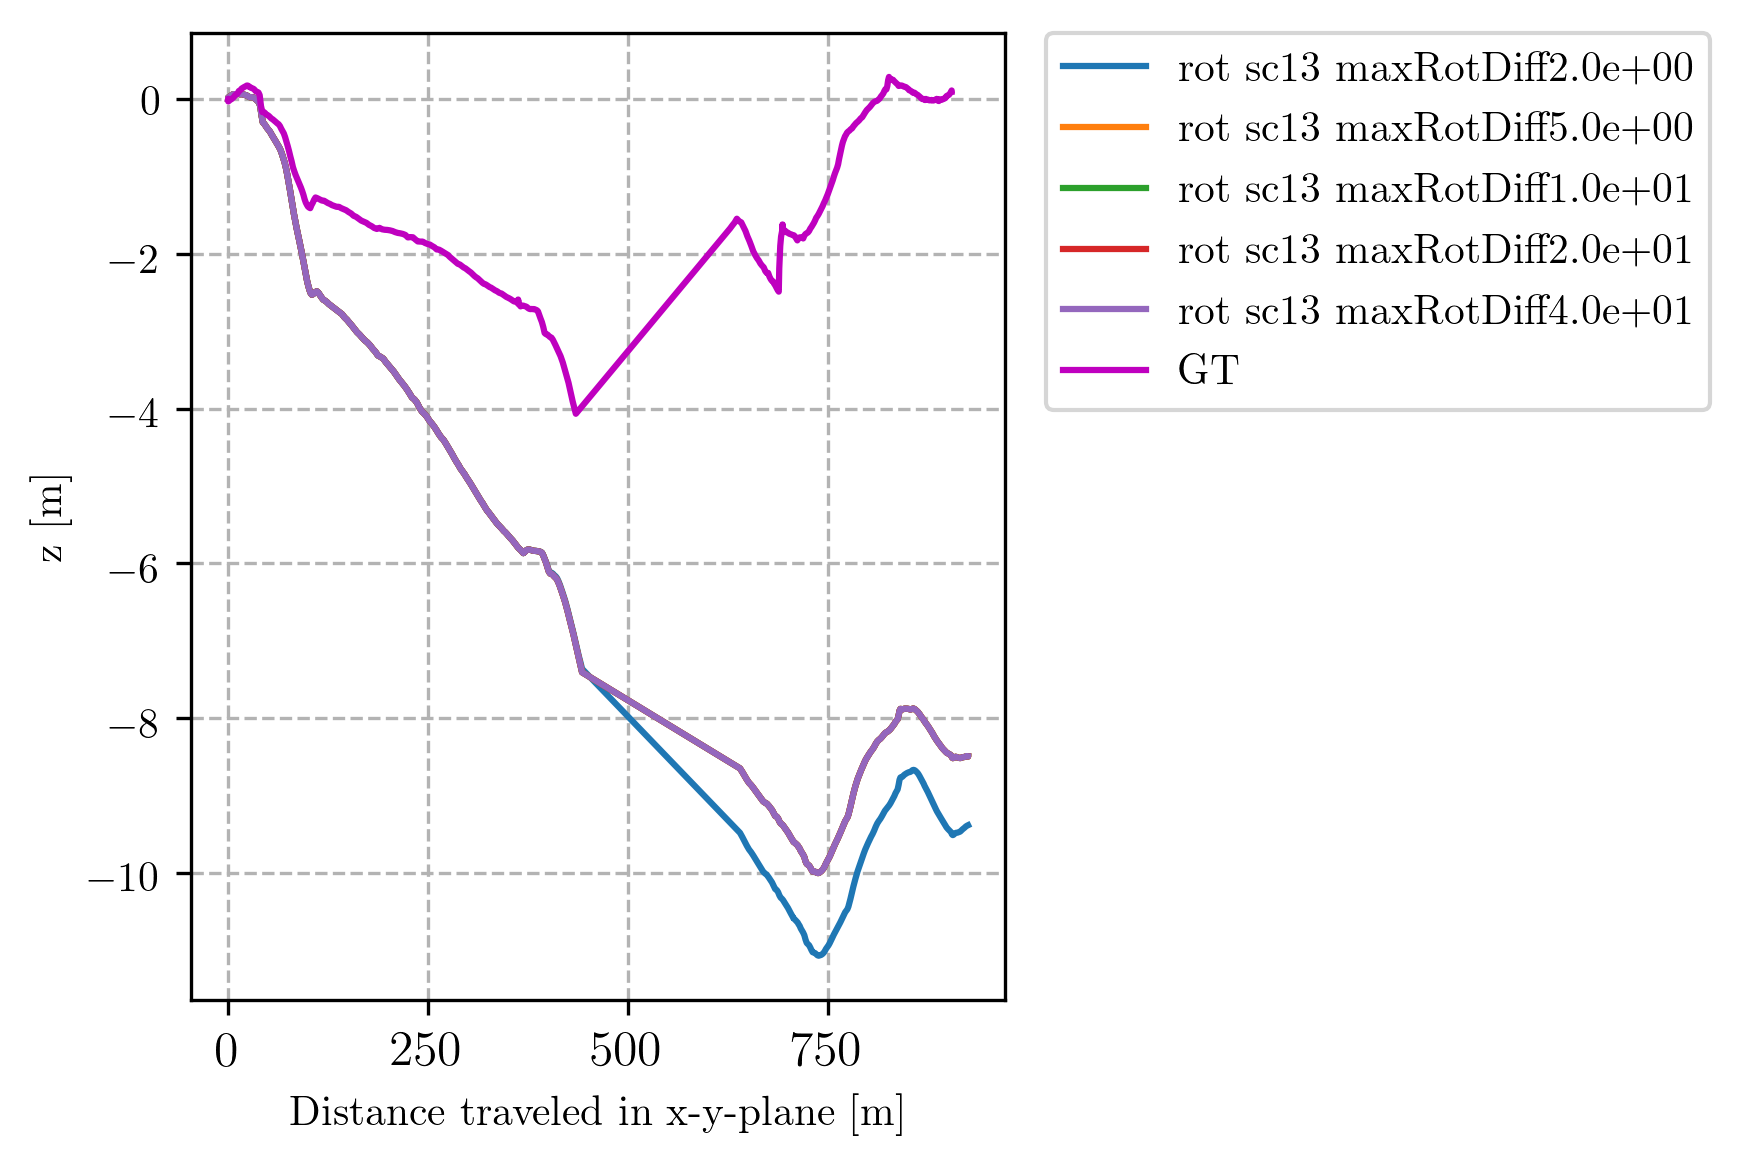 0
−2
−4
−6
−8
−10
z [m]
0
250
500
750
Distance traveled in x-y-plane [m]
rot sc13 maxRotDiff2.0e+00
rot sc13 maxRotDiff5.0e+00
rot sc13 maxRotDiff1.0e+01
rot sc13 maxRotDiff2.0e+01
rot sc13 maxRotDiff4.0e+01
GT